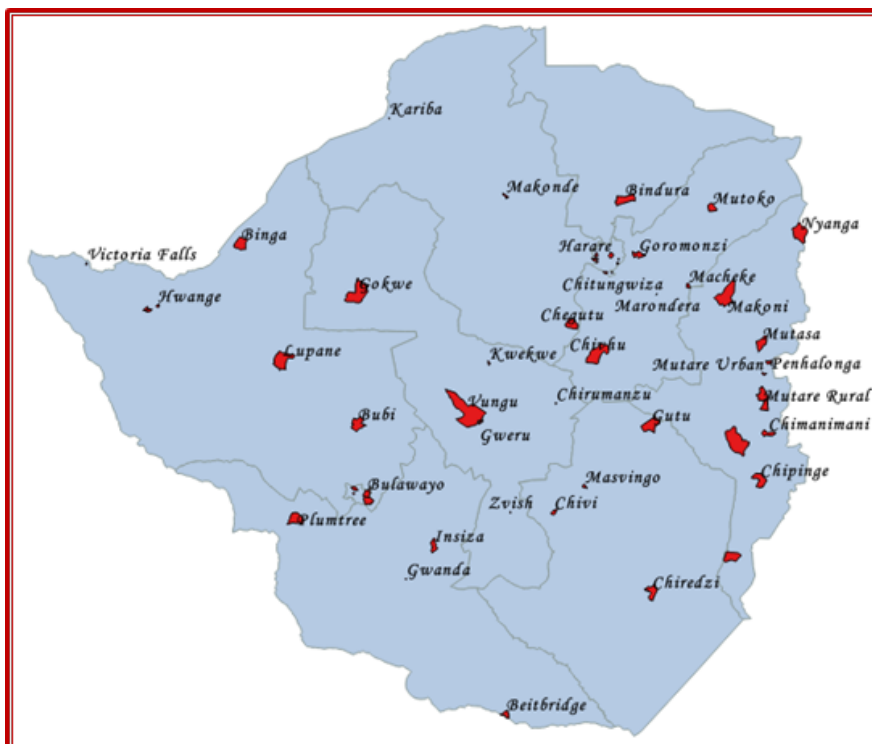 Kariba
Makonde
Bindura
Mutoko
Nyanga
Binga
Harare
Goromonzi
Victoria Falls
Chitungwiza
Macheke
Gokwe
Hwange
Marondera
Makoni
Chegutu
Mutasa
Chivhu
Lupane
Kwekwe
Mutare Urban
Penhalonga
Chirumanzu
Mutare Rural
Vungu
Bubi
Gutu
Chimanimani
Gweru
Chipinge
Masvingo
Bulawayo
Zvish
Chivi
Plumtree
Insiza
Gwanda
Chiredzi
Beitbridge